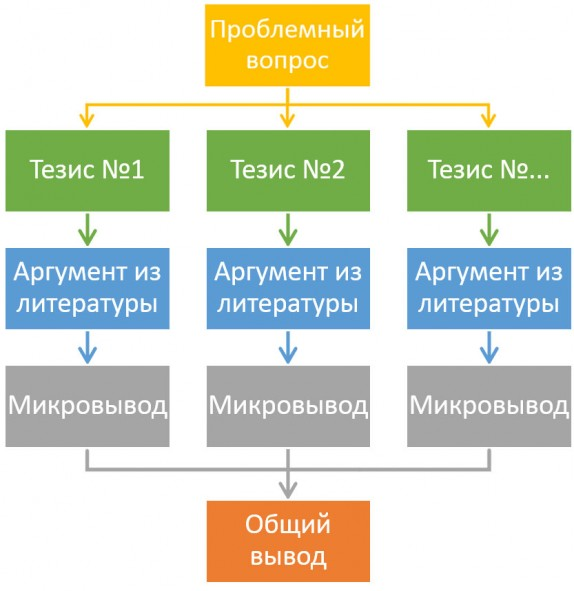 Проблемный
вопрос
Тезис №1
Тезис №2
Тезис №...
Аргумент из
литературы
Аргумент из
литературы
Аргумент из
литературы
Микровывод
Микровывод
Микровывод
Общий
вывод